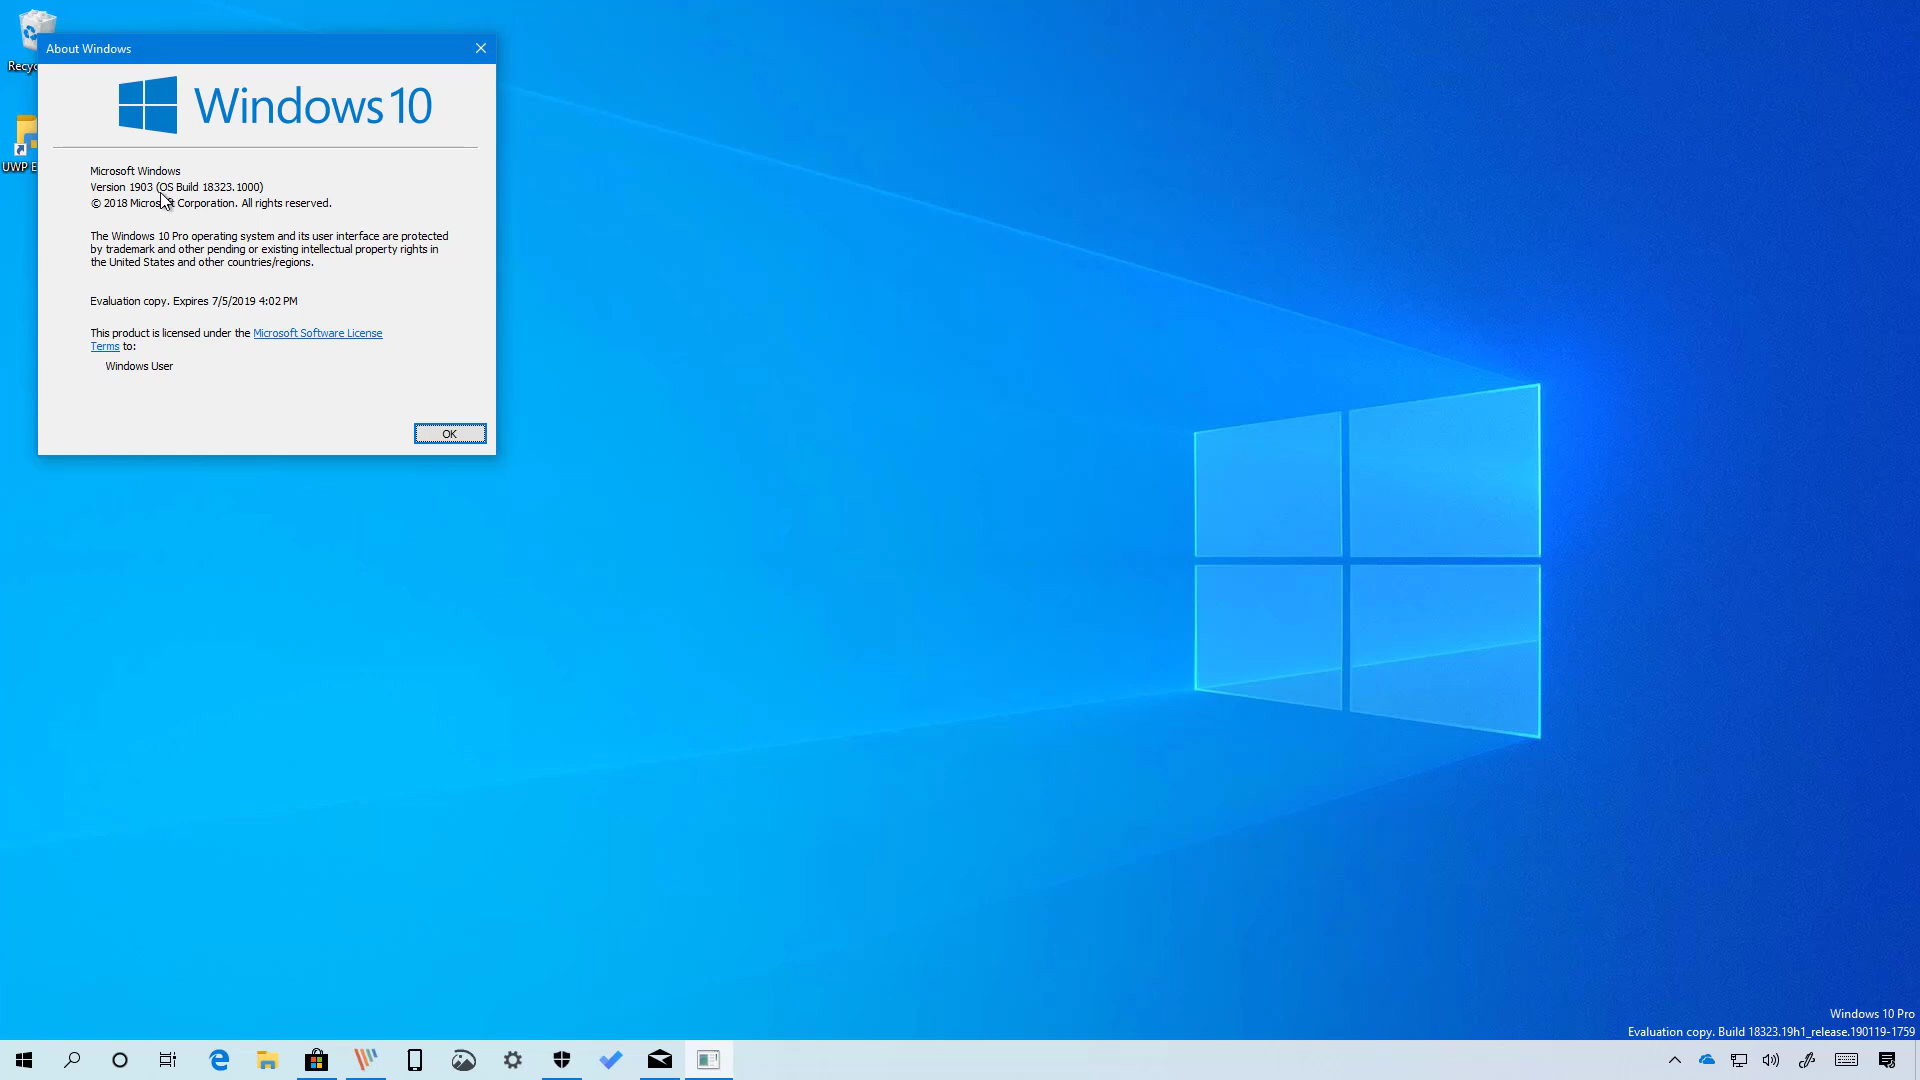 About Windows
Windows 10
Microsoft Windows
Version 1903 (OS Build 18323.1000)
© 2018 Microsoft Corporation. All rights reserved.
The Windows 10 Pro operating system and its user interface are protected
by trademark and other pending or existing intellectual property rights in
the United States and other countries/regions.
Evaluation copy. Expires 7/5/2019 4:02 PM
This product is licensed under the Microsoft Software License
Terms to:
Windows User
OK
Recyc
UWP E
Windows 10 Pro
Evaluation copy. Build 18323.19h1_release.190119-1759